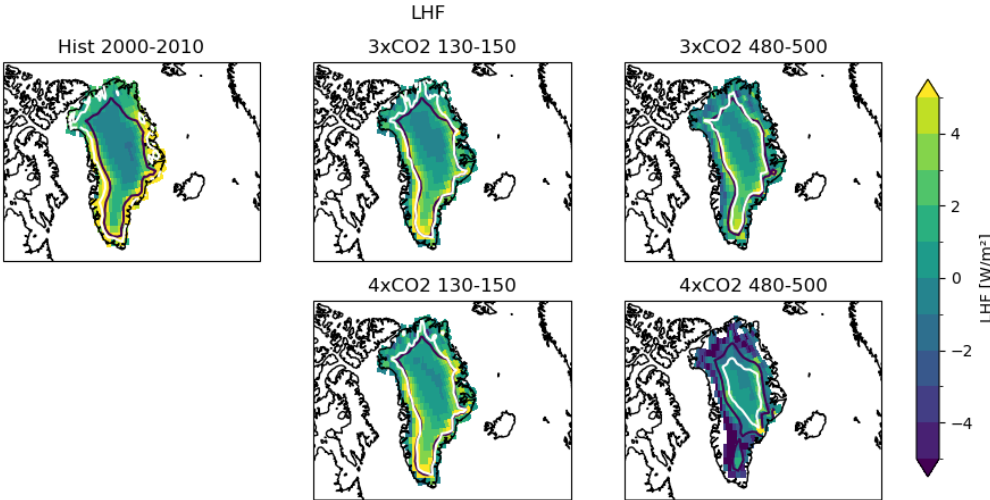 LHF
Hist 2000-2010
3xCO2 130-150
3xCO2 480-500
4xCO2 130-150
4xCO2 480-500
4
2
0
−2
−4
LHF [W/m²]